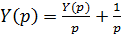 Y(p) = Y(p)/p + 1/p